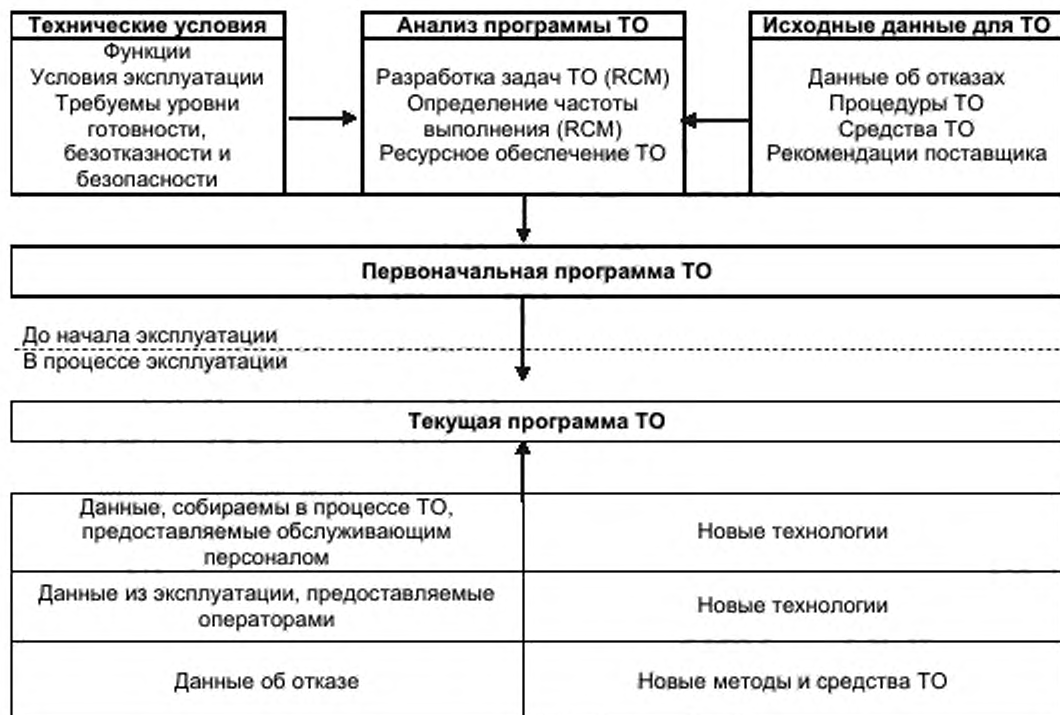 Технические условия
Функции
Условия эксплуатации
Требуемы уровни
готовности,
безотказности и
безопасности
Анализ программы ТО
Разработка задач ТО (RCM)
Определение частоты
выполнения (RCM)
Ресурсное обеспечение ТО
Исходные данные для ТО
Данные об отказах
Процедуры ТО
Средства ТО
Рекомендации поставщика
Первоначальная программа ТО
До начала эксплуатации
В процессе эксплуатации
Текущая программа ТО
Данные, собираемы в процессе ТО,
предоставляемые обслуживающим
персоналом
Новые технологии
Данные из эксплуатации, предоставляемые
операторами
Новые технологии
Данные об отказе
Новые методы и средства ТО